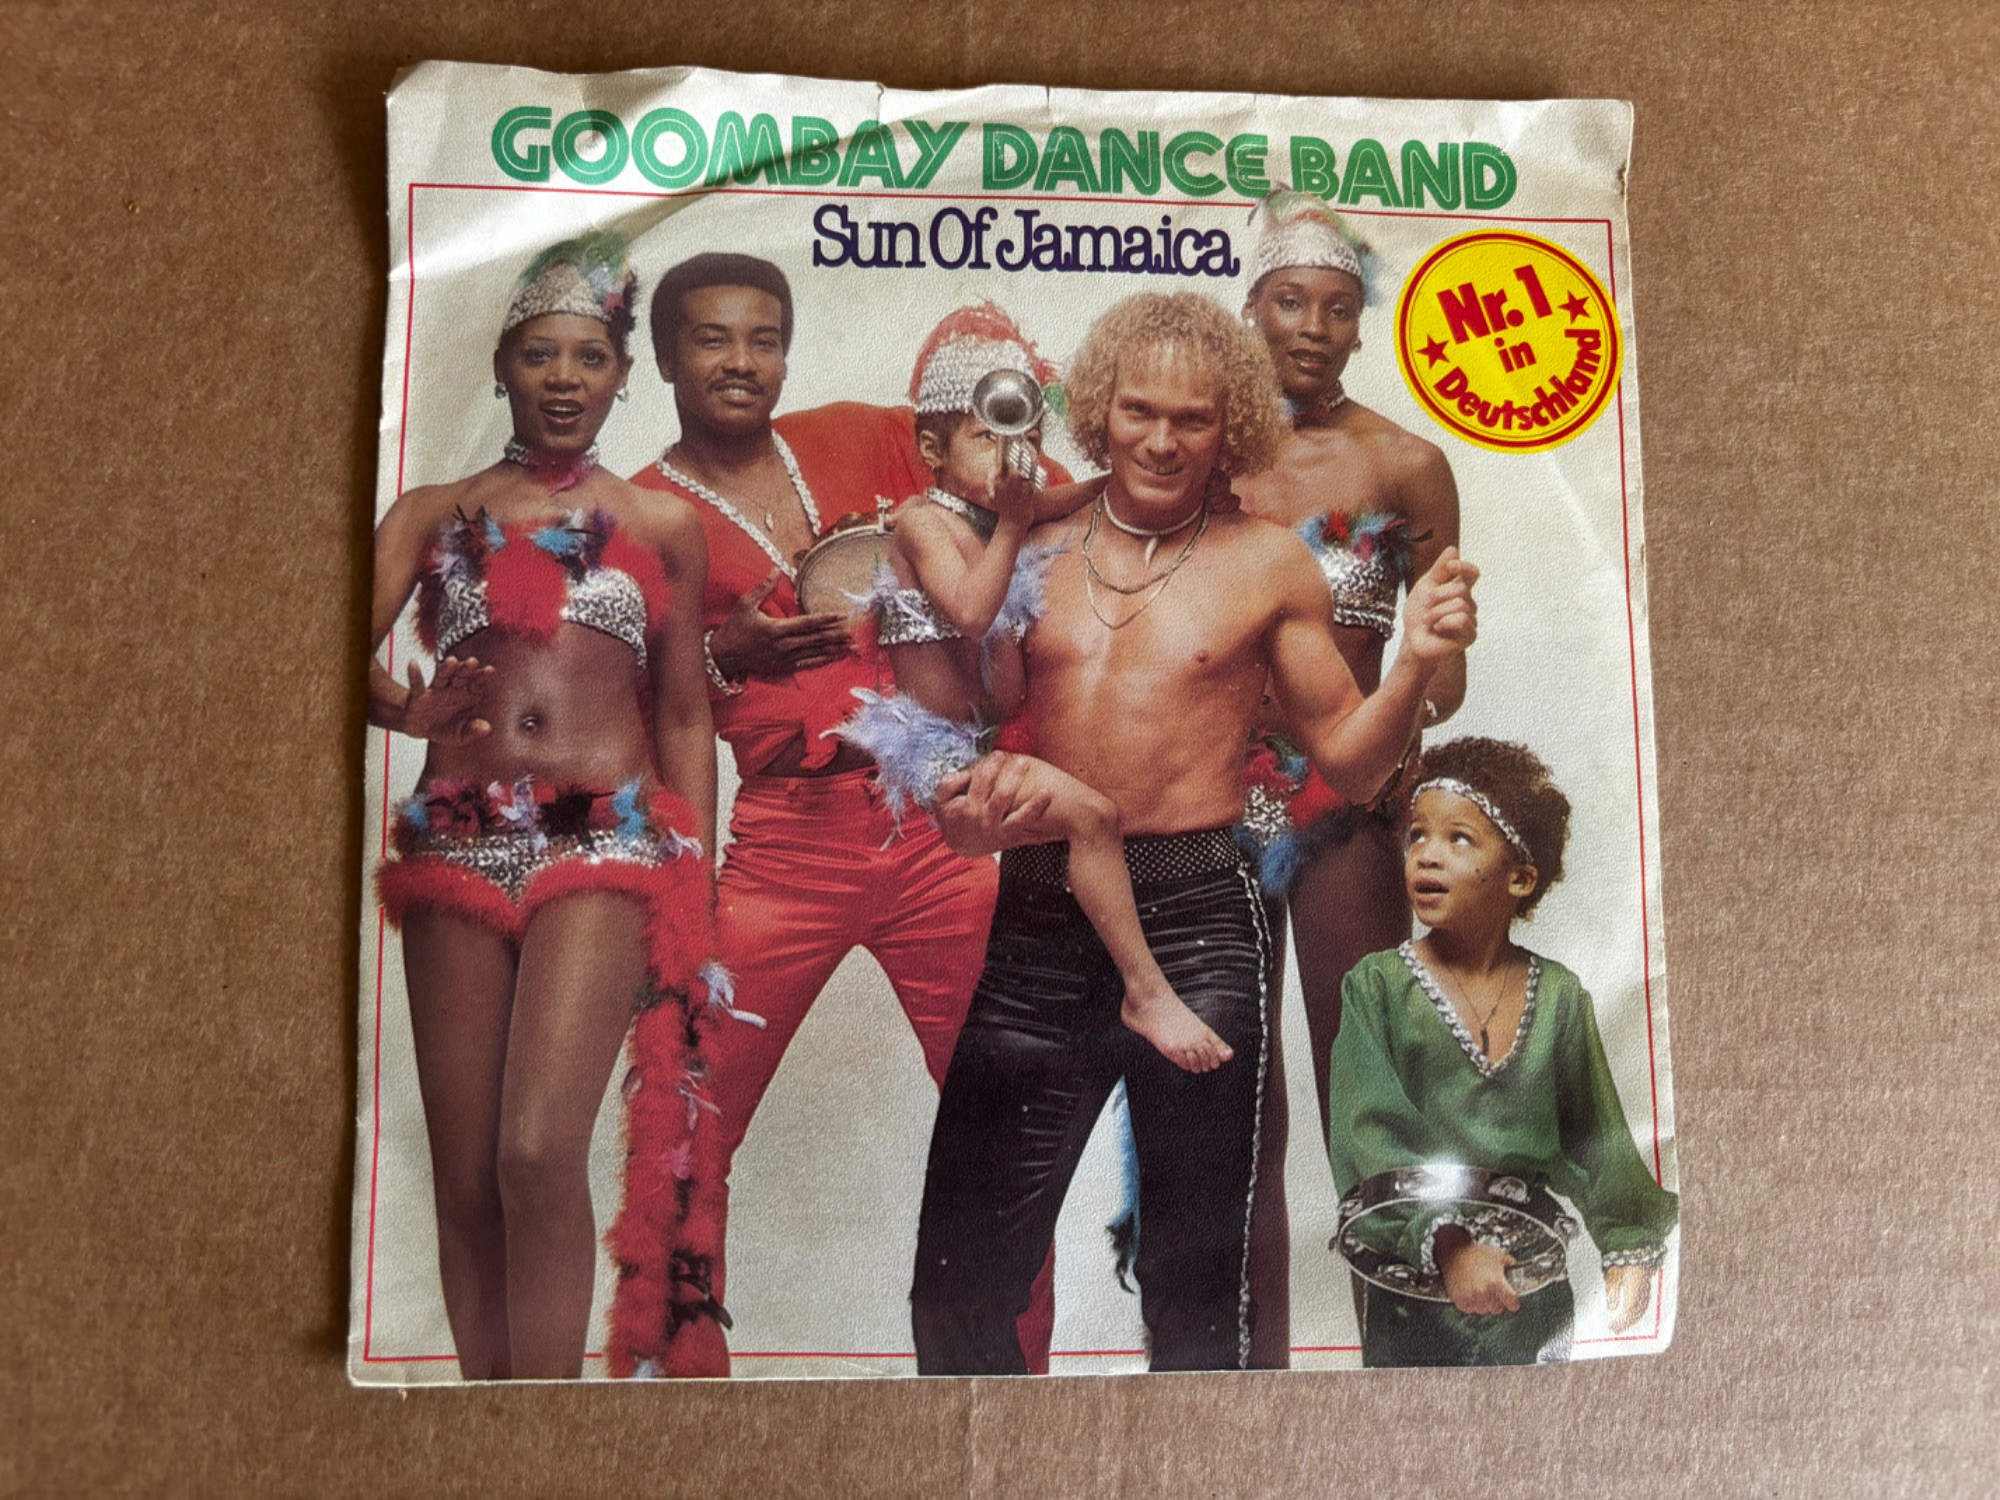 GOOMBAY DANCE BAND
Sun Of Jamaica
Nr. 1
in
Deutschland